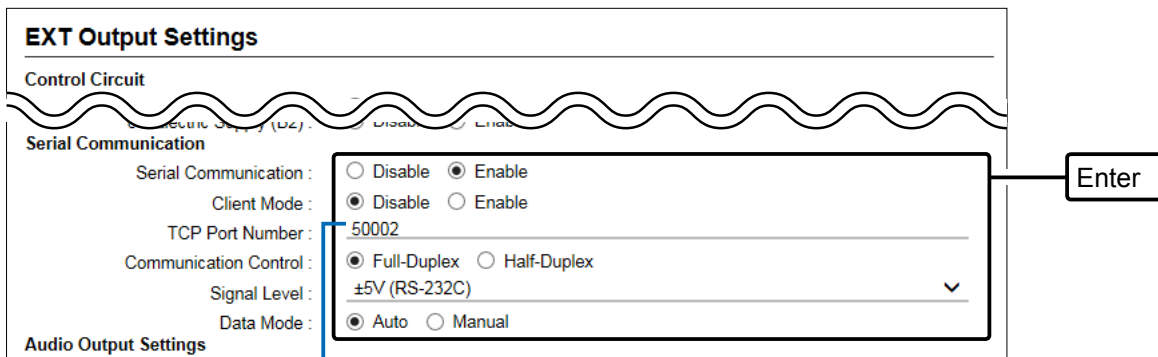 EXT Output Settings
Control Circuit
Serial Communication
Serial Communication : Disable Enable
Client Mode : Disable Enable
TCP Port Number : 50002
Communication Control : Full-Duplex Half-Duplex
Signal Level : ±5V (RS-232C)
Data Mode : Auto Manual
Audio Output Settings
Enter